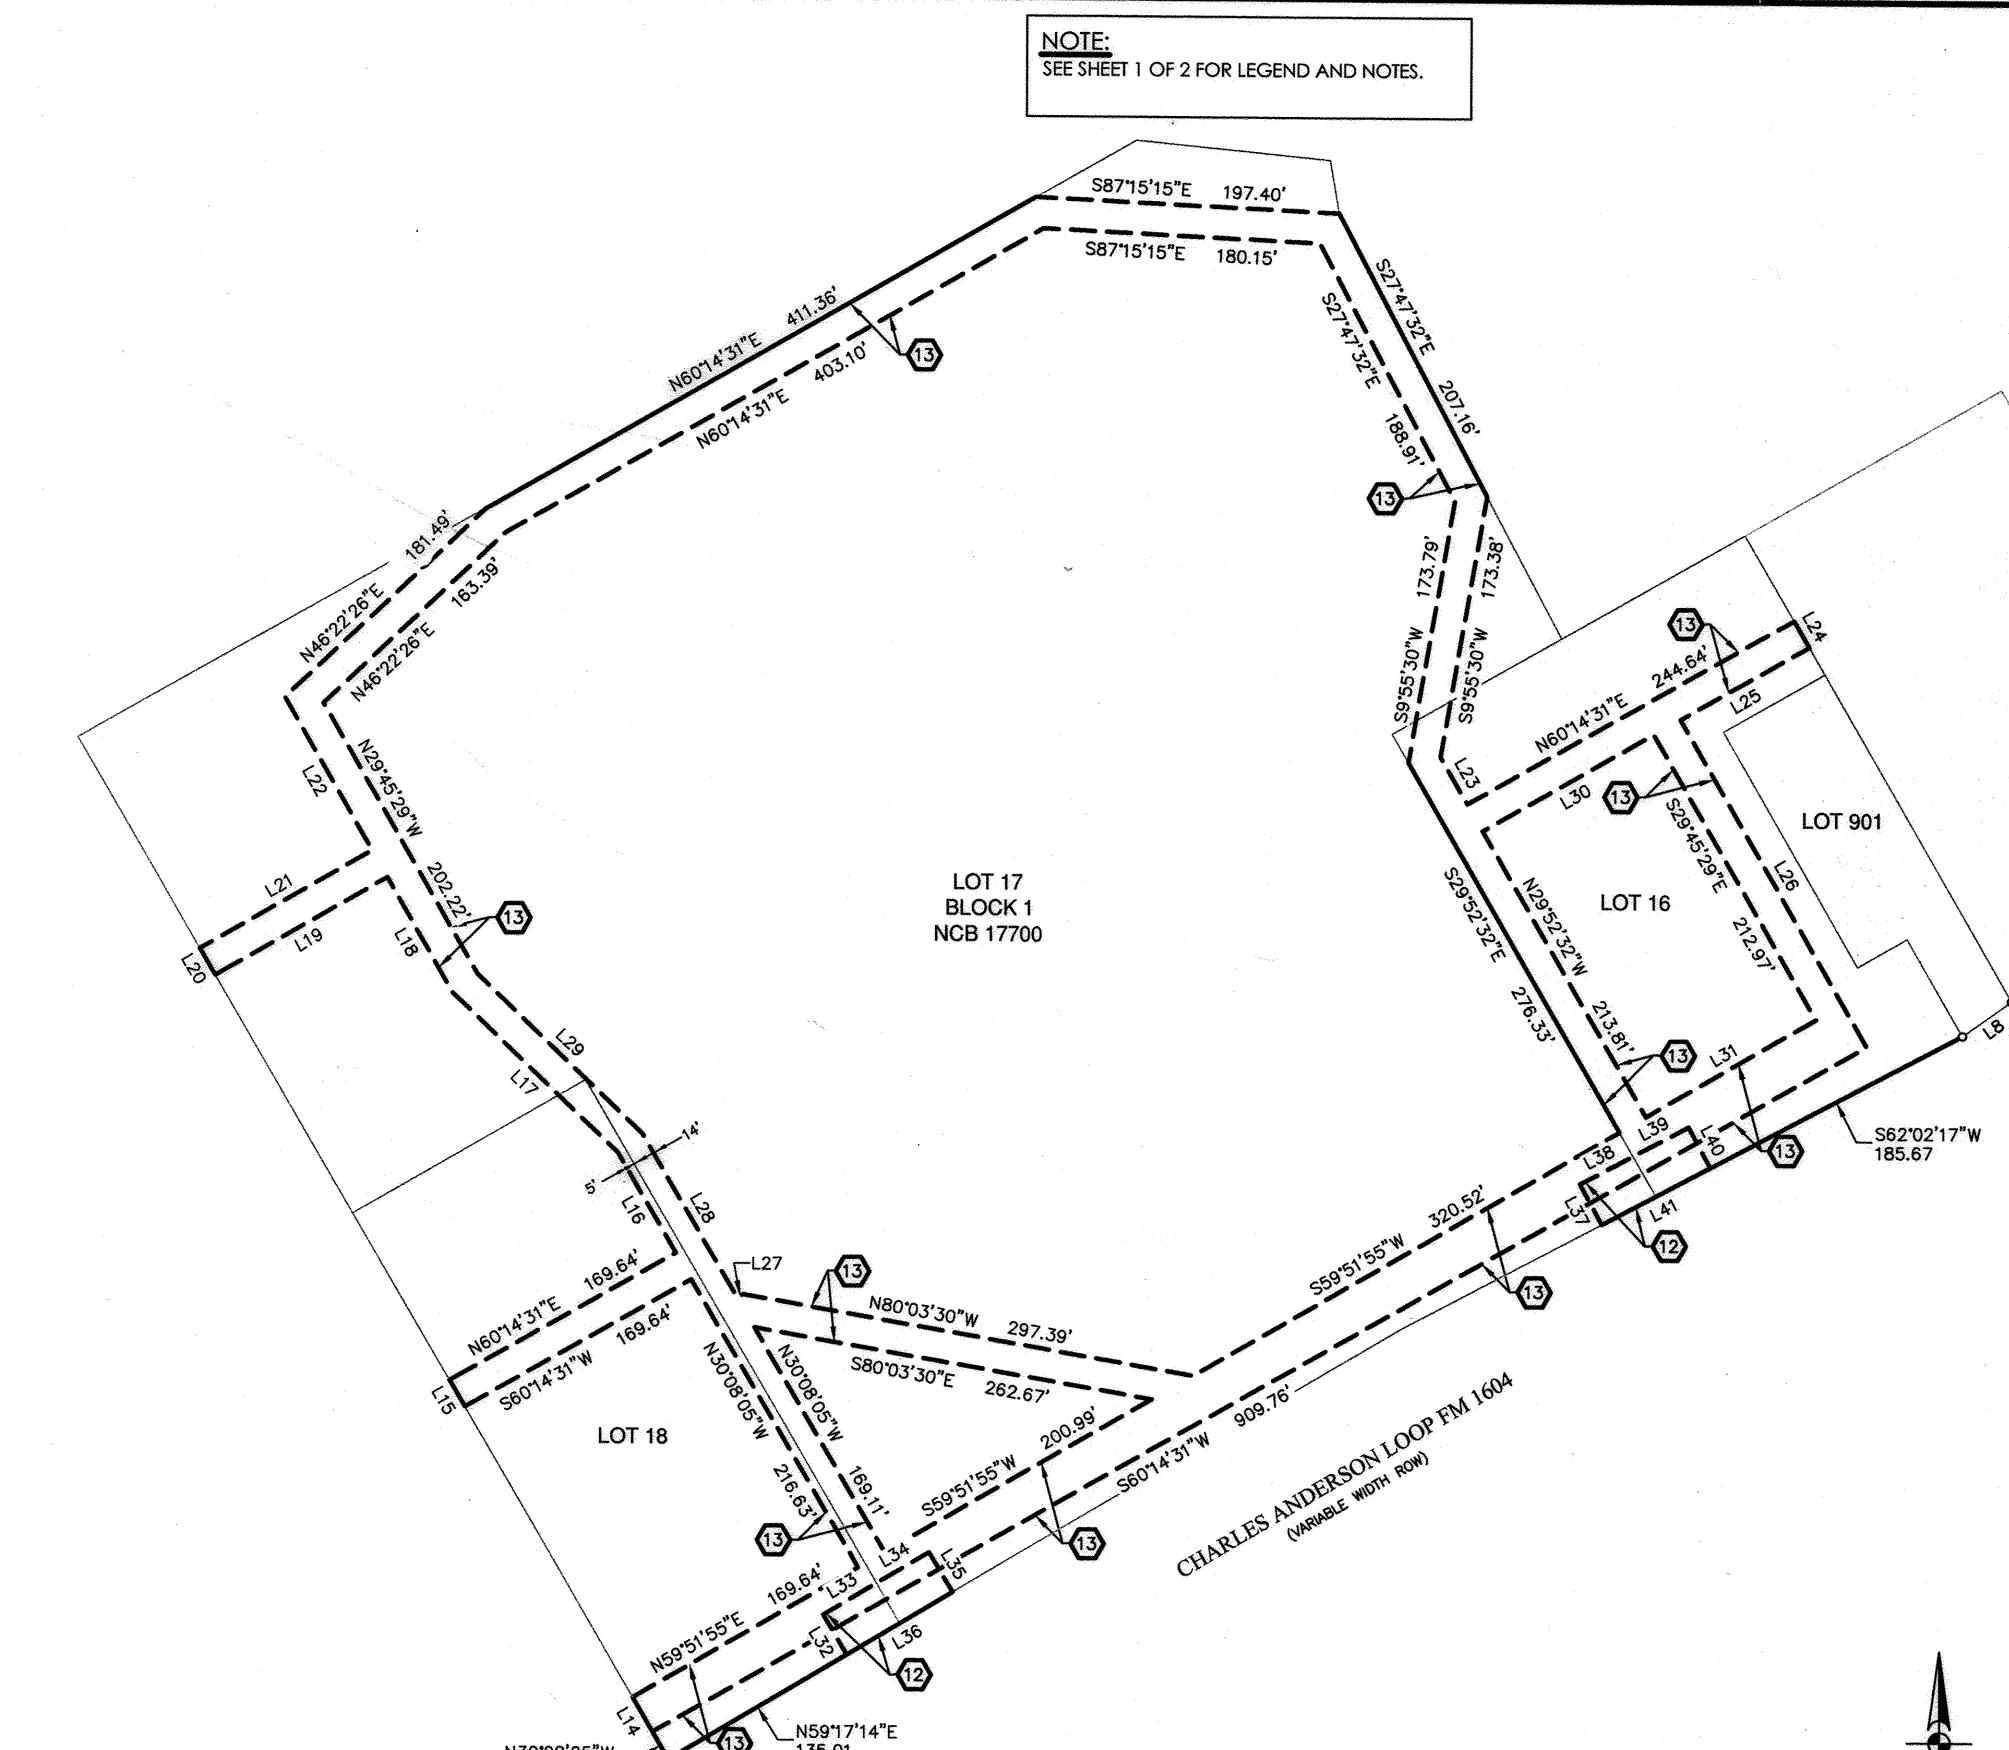 NOTE:
SEE SHEET 1 OF 2 FOR LEGEND AND NOTES.
S87°15'15"E 197.40'
S87°15'15"E 180.15'
N60°14'31"E 411.36'
N60°14'31"E 403.10'
13
S27°47'32"E 207.16'
S27°47'32"E 188.91'
13
181.49'
N46°22'26"E
163.39'
N46°22'26"E
173.79'
S9°55'30"W
173.38'
S9°55'30"W
13
L24
N60°14'31"E 244.64'
L25
L23
L30
13
L22
N29°45'29"W 202.22'
13
L21
L19
L20
L18
LOT 17
BLOCK 1
NCB 17700
LOT 901
LOT 16
S29°45'29"E 212.97'
L26
N29°52'32"W 213.81'
S29°52'32"E 276.33'
13
L31
L8
L29
L17
14'
5'
L16
L28
L27
L39
L38
L40
L37
L41
13
12
S62°02'17"W
185.67
13
N60°14'31"E 169.64'
S60°14'31"W 169.64'
L15
LOT 18
13
N80°03'30"W 297.39'
S80°03'30"E 262.67'
S59°51'55"W 320.52'
S59°51'55"W 200.99'
S60°14'31"W 909.76'
13
CHARLES ANDERSON LOOP FM 1604
(VARIABLE WIDTH ROW)
N30°08'05"W 216.63'
N30°08'05"W 169.11'
13
L34
L35
L33
L32
L36
12
N59°51'55"E 169.64'
L14
13
N59°17'14"E
135.01